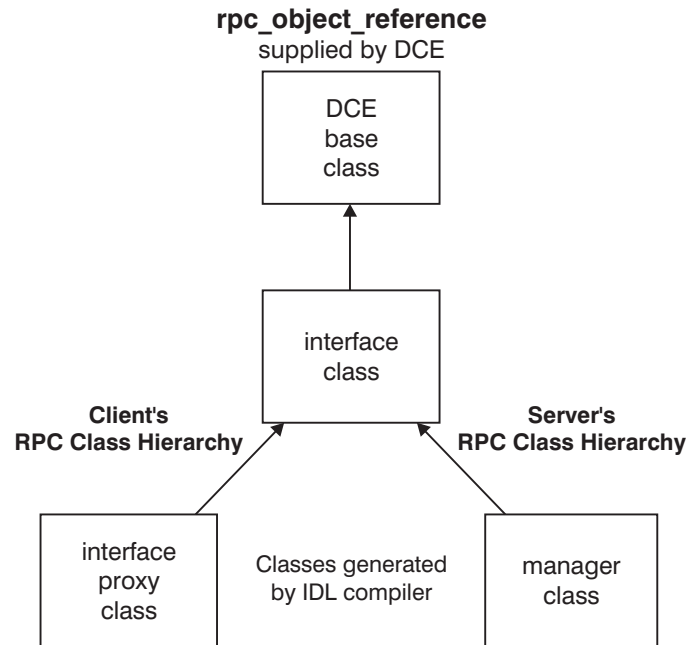 rpc_object_reference
supplied by DCE
DCE
base
class
interface
class
Client's
RPC Class Hierarchy
Server's
RPC Class Hierarchy
interface
proxy
class
Classes generated
by IDL compiler
manager
class